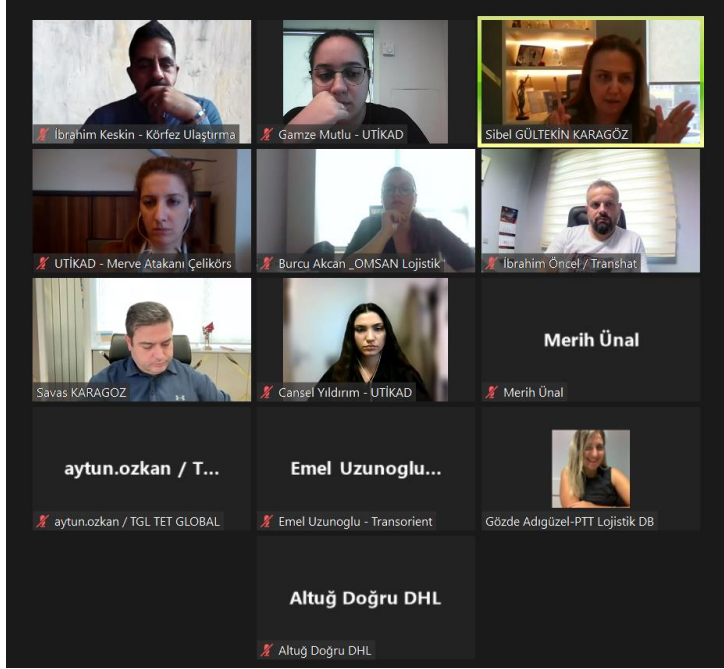 İbrahim Keskin - Körfez Ulaştırma
Gamze Mutlu - UTİKAD
Sibel GÜLTEKİN KARAGÖZ
UTİKAD - Merve Atakanı Çelikörs
Burcu Akcan _OMSAN Lojistik
İbrahim Öncel / Transhat
Savas KARAGOZ
Cansel Yıldırım - UTİKAD
Merih Ünal
Merih Ünal
aytun.ozkan / T...
aytun.ozkan / TGL TET GLOBAL
Emel Uzunoglu...
Emel Uzunoglu - Transorient
Gözde Adıgüzel-PTT Lojistik DB
Altuğ Doğru DHL
Altuğ Doğru DHL